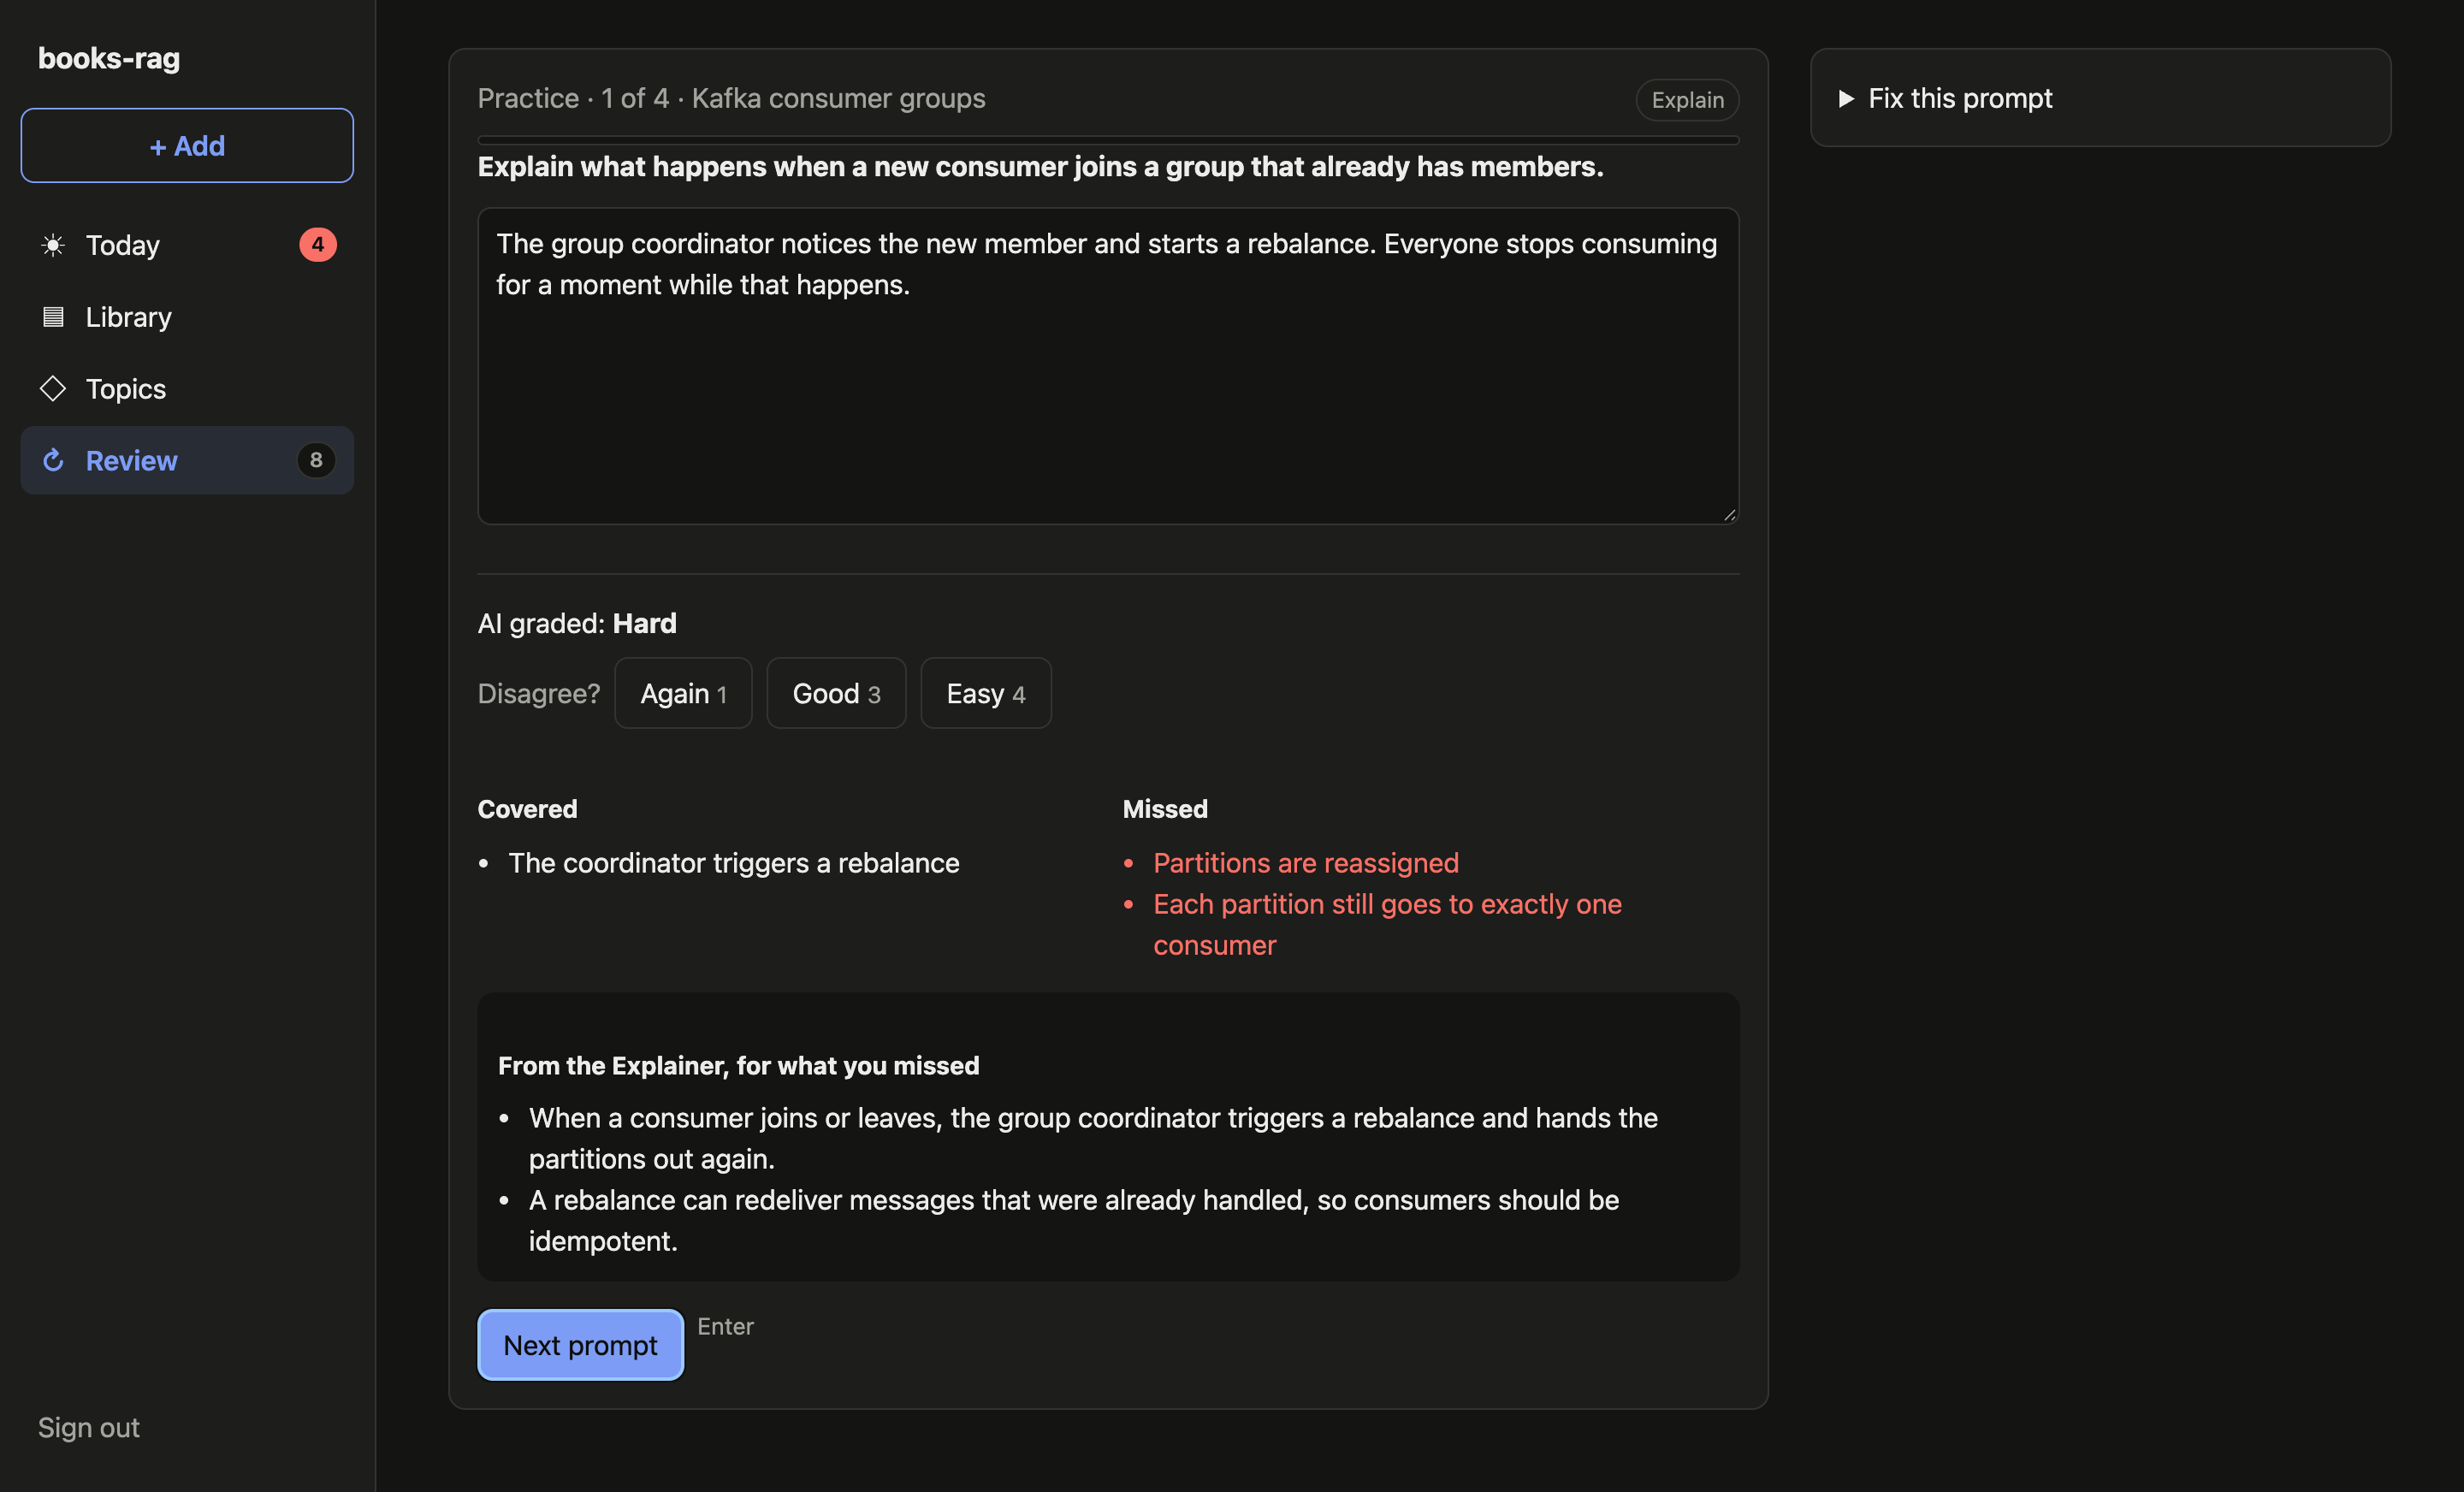 books-rag
+ Add
Today 4
Library
Topics
Review 8
Sign out
Practice · 1 of 4 · Kafka consumer groups
Explain
Explain what happens when a new consumer joins a group that already has members.
The group coordinator notices the new member and starts a rebalance. Everyone stops consuming
for a moment while that happens.
AI graded: Hard
Disagree? Again 1 Good 3 Easy 4
Covered
The coordinator triggers a rebalance
Missed
Partitions are reassigned
Each partition still goes to exactly one
consumer
From the Explainer, for what you missed
When a consumer joins or leaves, the group coordinator triggers a rebalance and hands the
partitions out again.
A rebalance can redeliver messages that were already handled, so consumers should be
idempotent.
Next prompt Enter
Fix this prompt